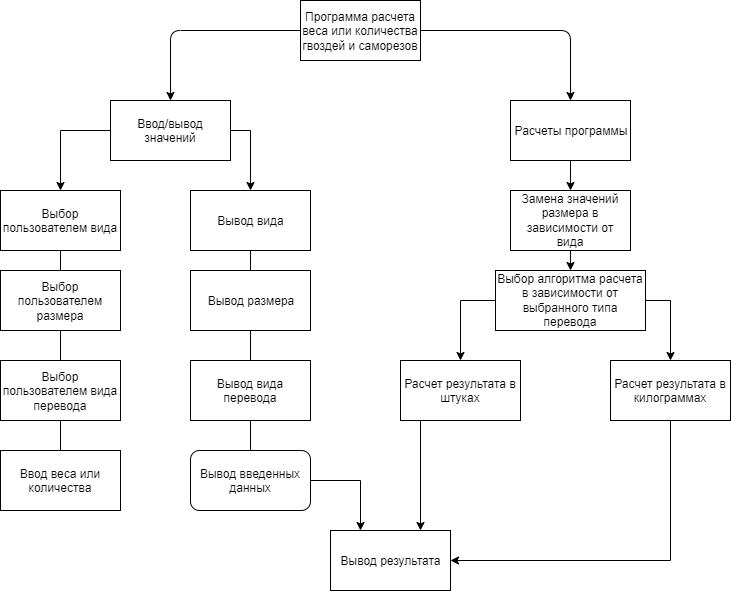 Программа расчета
веса или количества
гвоздей и саморезов
Ввод/вывод
значений
Расчеты программы
Выбор
пользователем вида
Вывод вида
Замена значений
размера в
зависимости от
вида
Выбор
пользователем
размера
Вывод размера
Выбор алгоритма расчета
в зависимости от
выбранного типа
перевода
Выбор
пользователем вида
перевода
Вывод вида
перевода
Расчет результата в
штуках
Расчет результата в
килограммах
Ввод веса или
количества
Вывод введенных
данных
Вывод результата